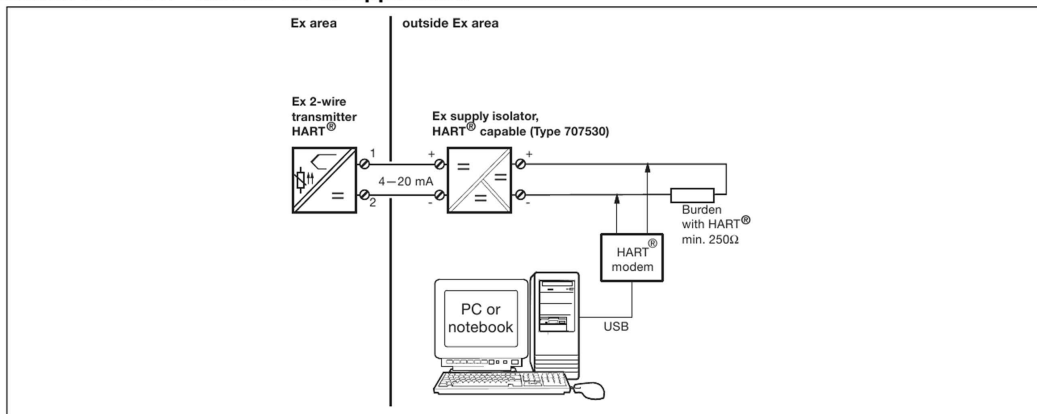 Ex area
outside Ex area
Ex 2-wire
transmitter
HART®
Ex supply isolator,
HART® capable (Type 707530)
1
+
+
4—20 mA
2
-
-
Burden
with HART®
min. 250Ω
HART®
modem
PC or
notebook
USB